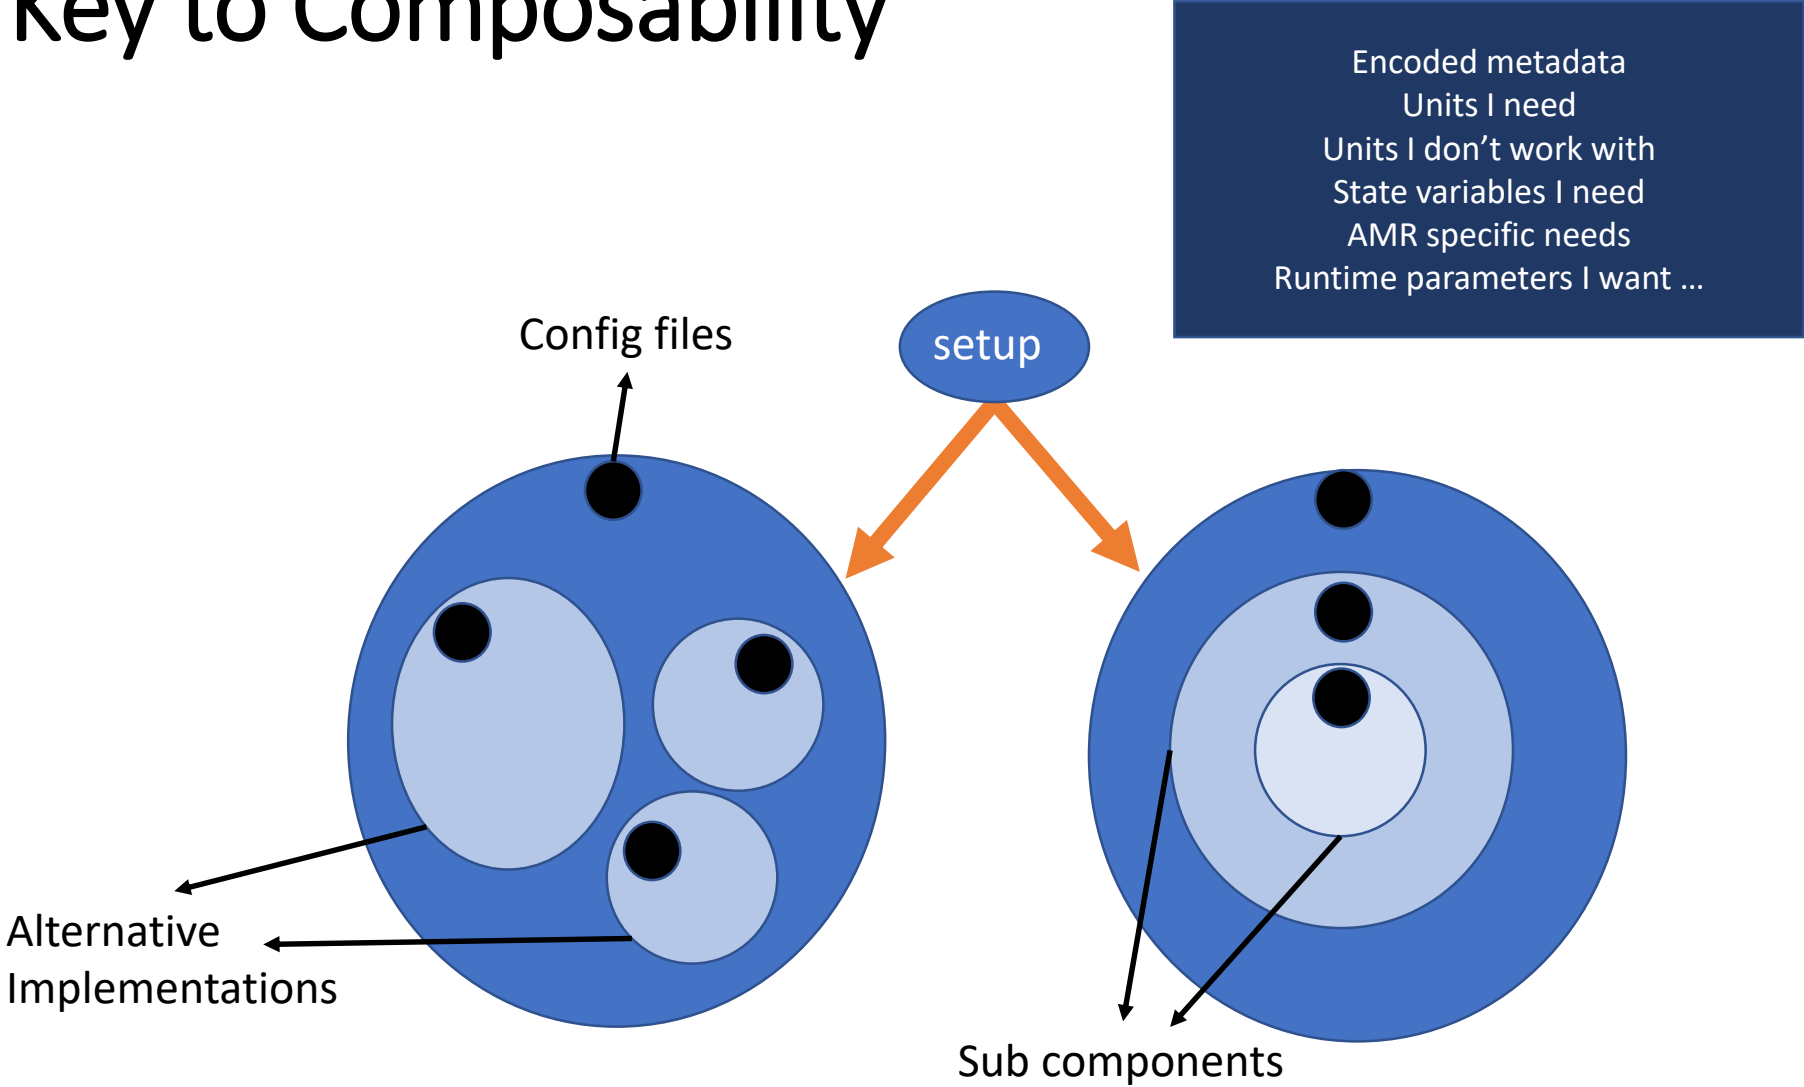 Key to Composability
Encoded metadata
Units I need
Units I don’t work with
State variables I need
AMR specific needs
Runtime parameters I want …
Config files
setup
Alternative
Implementations
Sub components